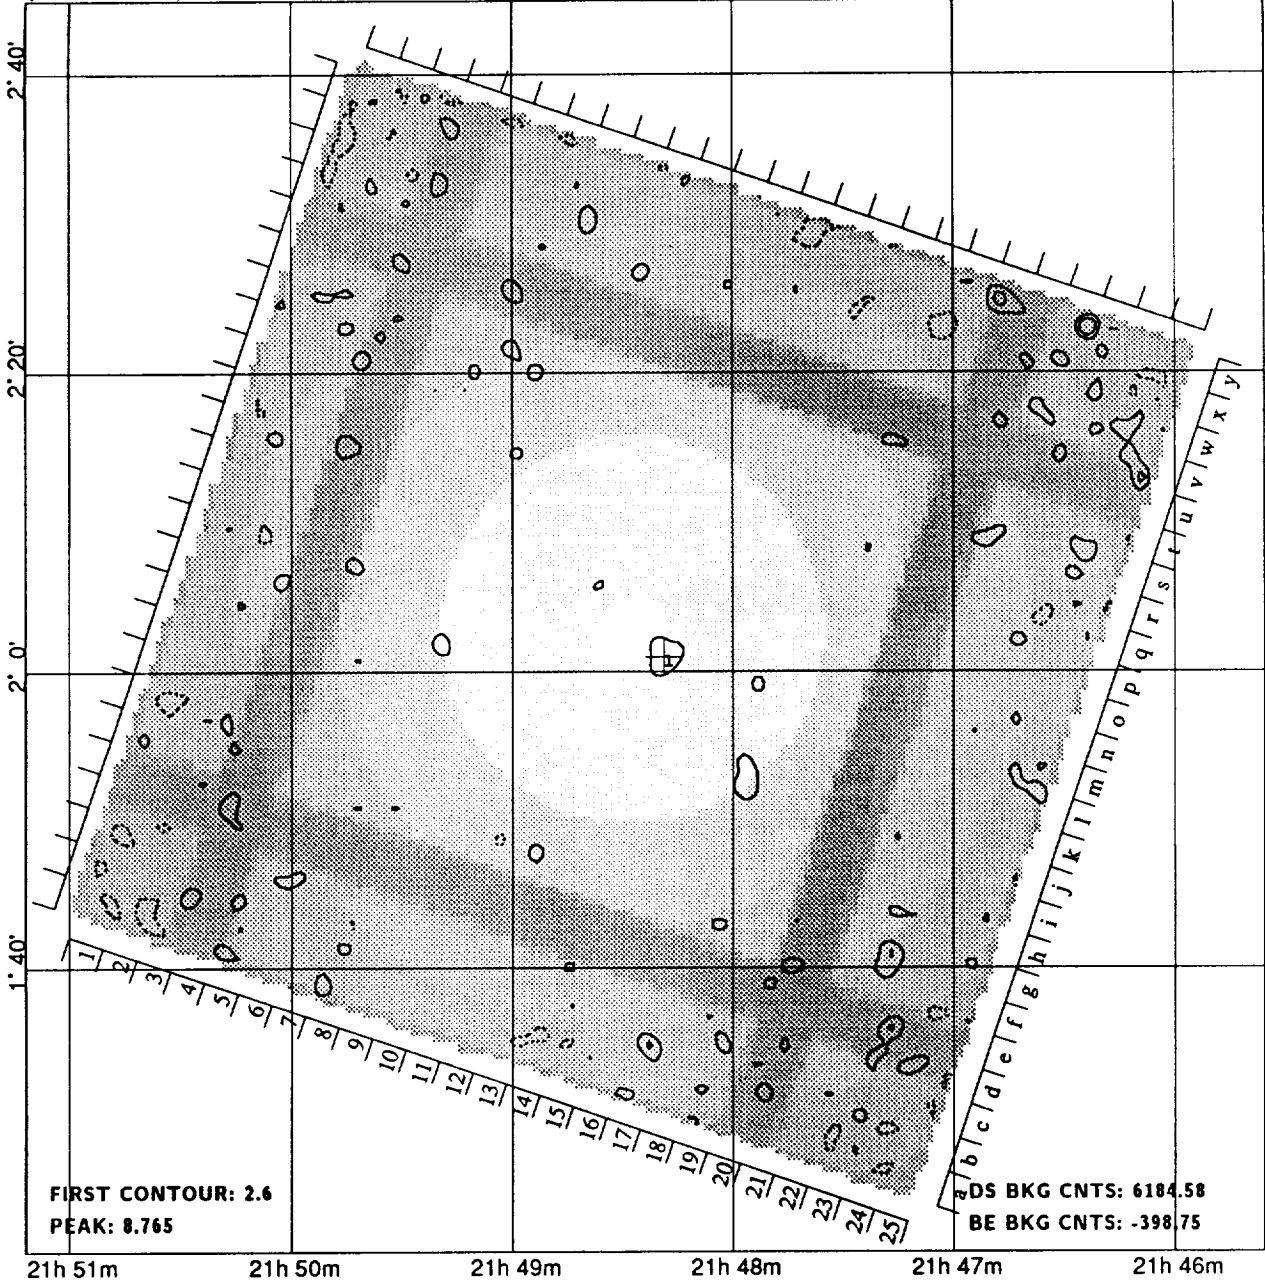 2° 40'
2° 20'
2° 0'
1° 40'
1 2 3 4 5 6 7 8 9 10 11 12 13 14 15 16 17 18 19 20 21 22 23 24 25
a b c d e f g h i j k l m n o p q r s t u v w x y
1
FIRST CONTOUR: 2.6
PEAK: 8.765
DS BKG CNTS: 6184.58
BE BKG CNTS: -398.75
21h 51m 21h 50m 21h 49m 21h 48m 21h 47m 21h 46m